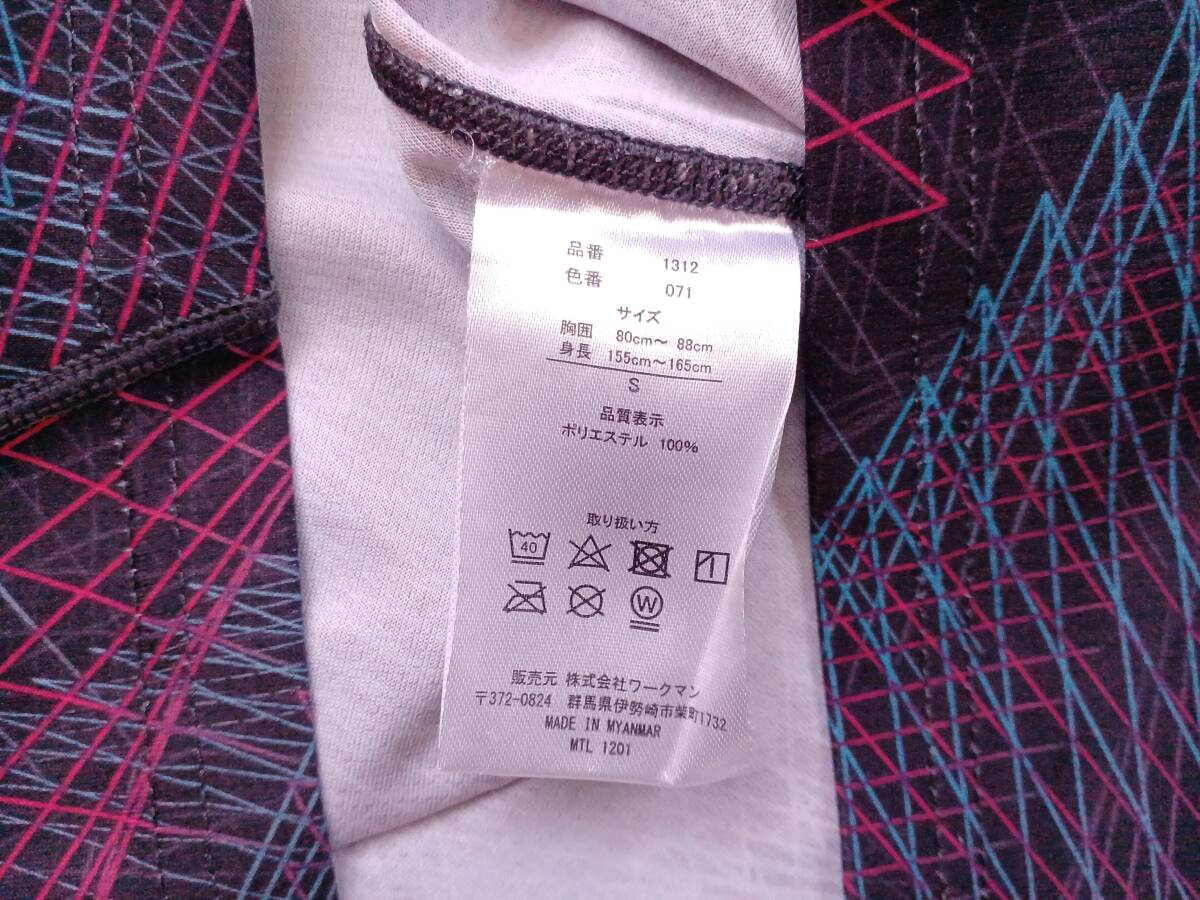 品番 1312
色番 071
サイズ
胸囲 80cm～ 88cm
身長 155cm～165cm
S
品質表示
ポリエステル 100%
取り扱い方
40
W
販売元 株式会社ワークマン
〒372-0824 群馬県伊勢崎市柴町1732
MADE IN MYANMAR
MTL 1201